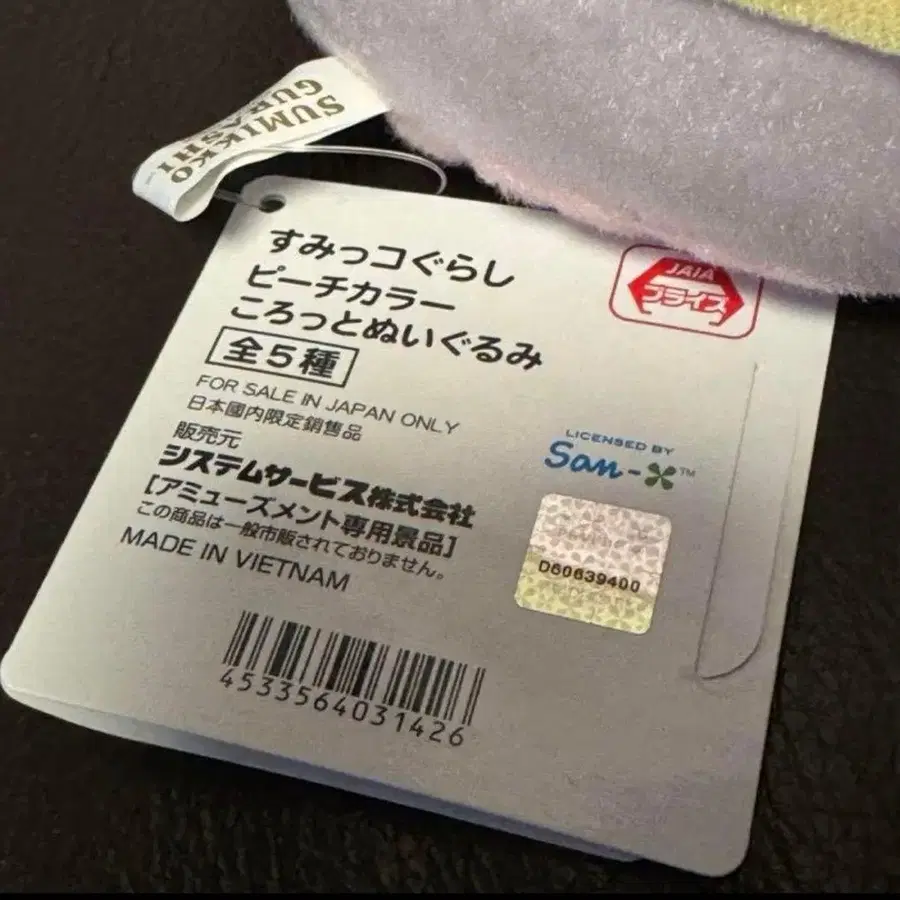 SUMIKKO
GURASHI
すみっコぐらし
ピーチカラー
ころっとぬいぐるみ
全5種
FOR SALE IN JAPAN ONLY
日本國内限定銷售品
販売元
システムサービス株式会社
[アミューズメント専用景品]
この商品は一般市販されておりません。
MADE IN VIETNAM
4533564031426
JAIA
プライズ
LICENSED BY
San-X™
D60639400